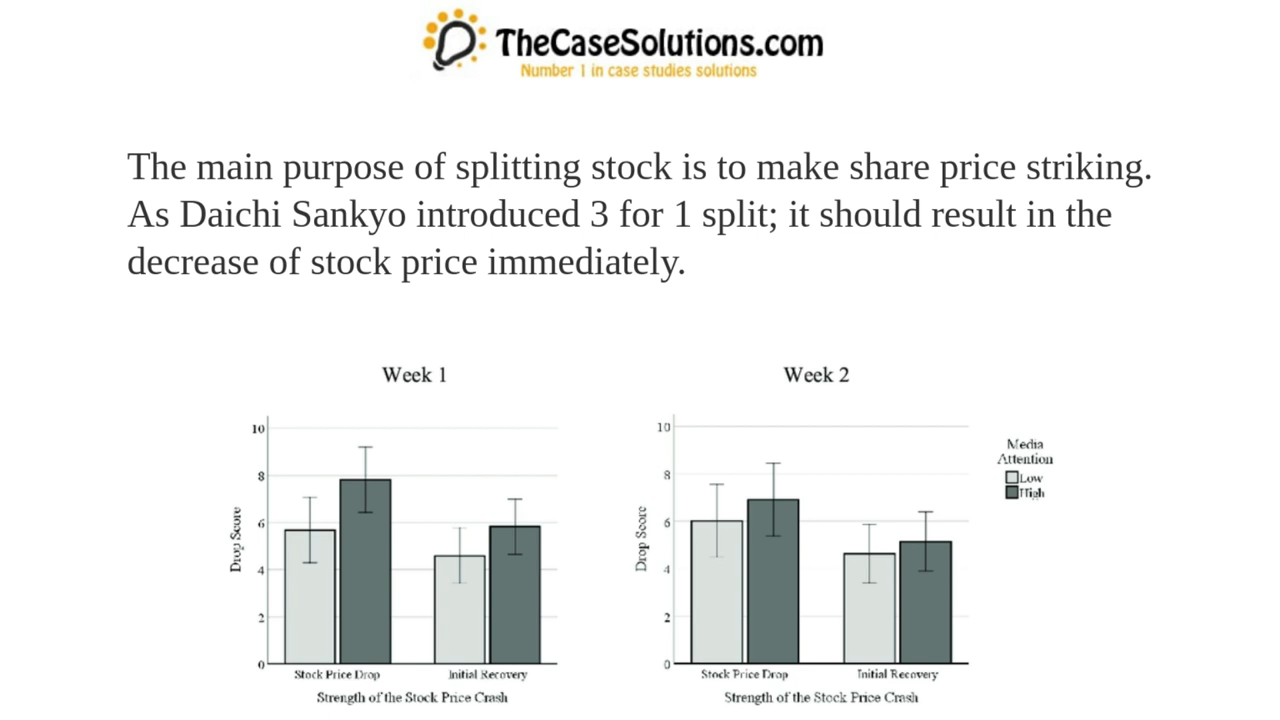 TheCaseSolutions.com
Number 1 in case studies solutions
The main purpose of splitting stock is to make share price striking.
As Daichi Sankyo introduced 3 for 1 split; it should result in the
decrease of stock price immediately.
Week 1
10
8
6
4
2
0
Drop Score
Stock Price Drop
Initial Recovery
Strength of the Stock Price Crash
Week 2
10
8
6
4
2
0
Drop Score
Stock Price Drop
Initial Recovery
Strength of the Stock Price Crash
Media
Attention
Low
High